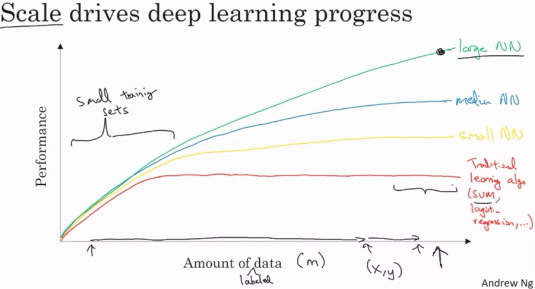 Scale drives deep learning progress
large NN
small training
sets
medium NN
small NN
Traditional
learning algo
(SVM,
logistic
regression,...)
Performance
Amount of data (m)
labeled
(x,y)
Andrew Ng